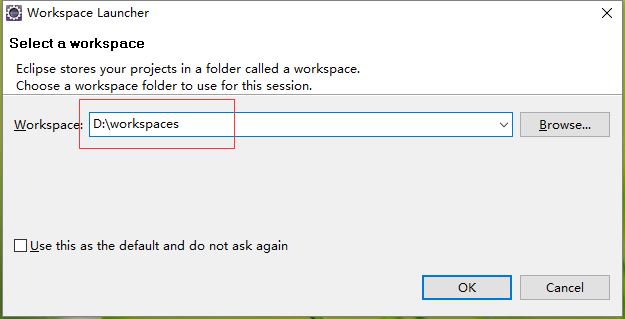 Workspace Launcher
Select a workspace
Eclipse stores your projects in a folder called a workspace.
Choose a workspace folder to use for this session.
Workspace: D:\workspaces Browse...
Use this as the default and do not ask again
OK Cancel